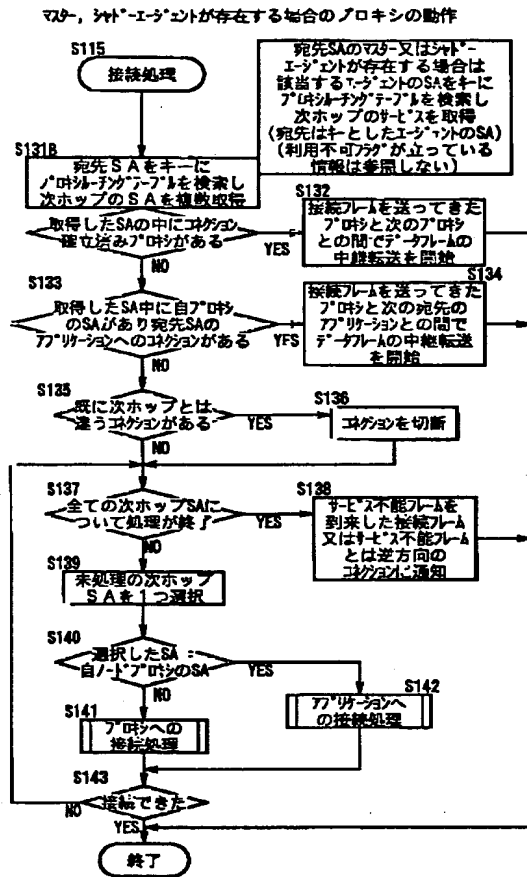 マスター, シャドーエージェントが存在する場合のプロキシの動作
S115
接続処理
宛先SAのマスター又はシャドー
エージェントが存在する場合は
該当するエージェントのSAをキーに
プロキシルーチングテーブルを検索し
次ホップのサービスを取得
(宛先はキーとしたエージェントのSA)
(利用不可フラグが立っている
情報は参照しない)
S131B
宛先SAをキーに
プロキシルーチングテーブルを検索し
次ホップのSAを複数取得
取得したSAの中にコネクション
確立済みプロキシがある
YES
NO
S132
接続フレームを送ってきた
プロキシと次のプロキシ
との間でデータフレームの
中継転送を開始
S133
取得したSA中に自プロキシ
のSAがあり宛先SAの
アプリケーションへのコネクションがある
YES
NO
S134
接続フレームを送ってきた
プロキシと次の宛先の
アプリケーションとの間で
データフレームの中継転送
を開始
S135
既に次ホップとは
違うコネクションがある
YES
NO
S136
コネクションを切断
S137
全ての次ホップSAに
ついて処理が終了
YES
NO
S138
サービス不能フレームを
到来した接続フレーム
又はサービス不能フレーム
とは逆方向の
コネクションに通知
S139
未処理の次ホップ
SAを1つ選択
S140
選択したSA=
自ノードプロキシのSA
YES
NO
S141
プロキシへの
接続処理
S142
アプリケーションへ
の接続処理
S143
接続できた
NO
YES
終了